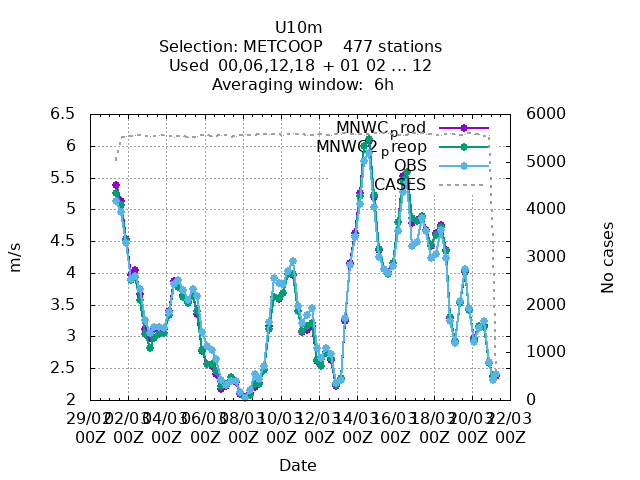 U10m
Selection: METCOOP    477 stations
Used  00,06,12,18 + 01 02 ... 12
Averaging window:  6h
MNWC_prod
MNWC2_preop
OBS
CASES
6.5
6
5.5
5
4.5
4
3.5
3
2.5
2
m/s
6000
5000
4000
3000
2000
1000
0
No cases
29/02 02/03 04/03 06/03 08/03 10/03 12/03 14/03 16/03 18/03 20/03 22/03
00Z 00Z 00Z 00Z 00Z 00Z 00Z 00Z 00Z 00Z 00Z 00Z
Date